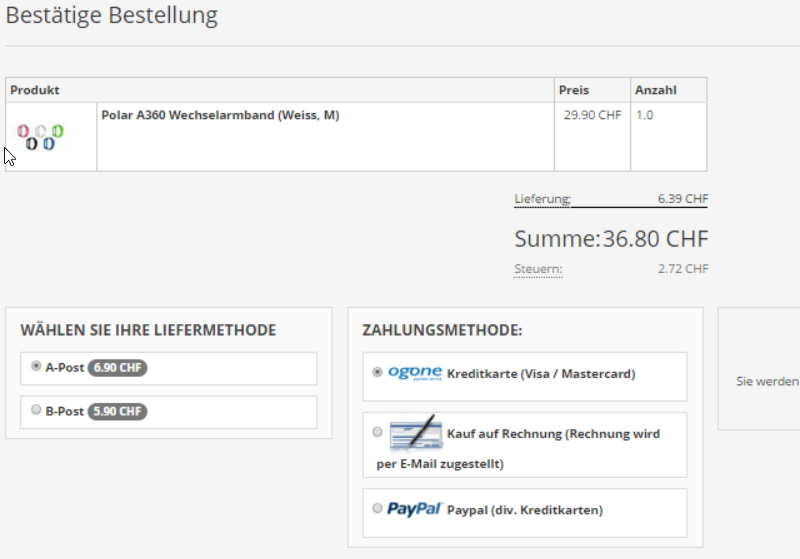 Bestätige Bestellung
Produkt Preis Anzahl
Polar A360 Wechselarmband (Weiss, M) 29.90 CHF 1.0
Lieferung: 6.39 CHF
Summe: 36.80 CHF
Steuern: 2.72 CHF
WÄHLEN SIE IHRE LIEFERMETHODE
A-Post 6.90 CHF
B-Post 5.90 CHF
ZAHLUNGSMETHODE:
ogone Kreditkarte (Visa / Mastercard)
Kauf auf Rechnung (Rechnung wird
per E-Mail zugestellt)
PayPal Paypal (div. Kreditkarten)
Sie werden